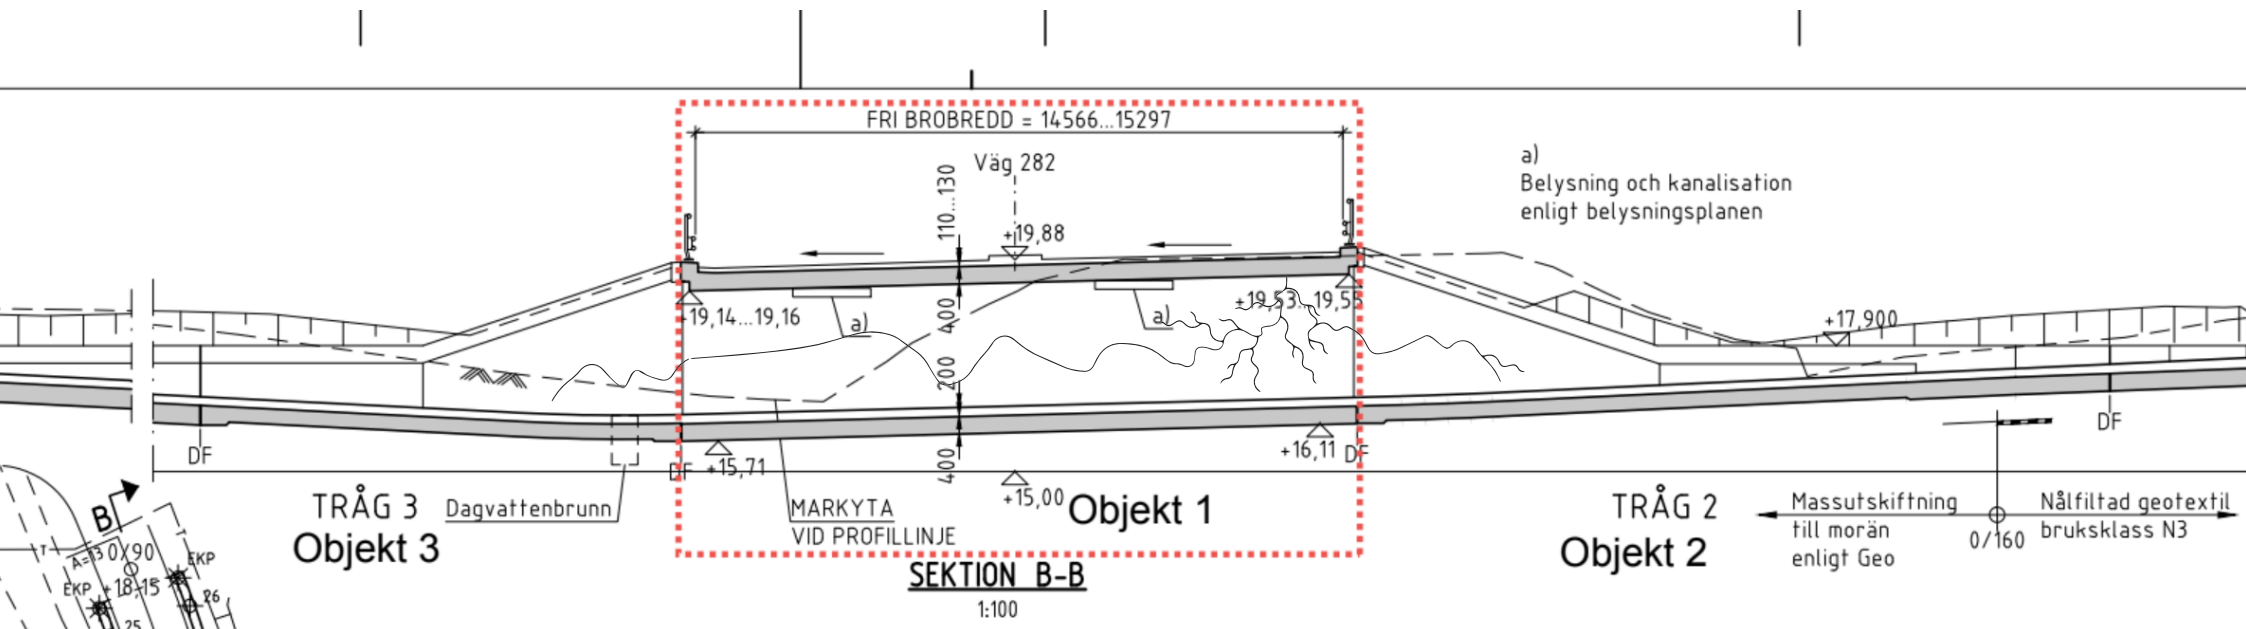 FRI BROBREDD = 14566...15297
Väg 282
110...130
+19,88
a)
Belysning och kanalisation
enligt belysningsplanen
+19,14...19,16
a)
400
a)
+19,53...19,55
+17,900
200
DF
DF
+15,71
400
+16,11
DF
DF
+15,00
TRÅG 3
Objekt 3
Dagvattenbrunn
MARKYTA
VID PROFILLINJE
Objekt 1
TRÅG 2
Objekt 2
Massutskiftning
till morän
enligt Geo
0/160
Nålfiltad geotextil
bruksklass N3
SEKTION B-B
1:100
B
T
0/90
EKP
EKP
+18,15
26
25
T